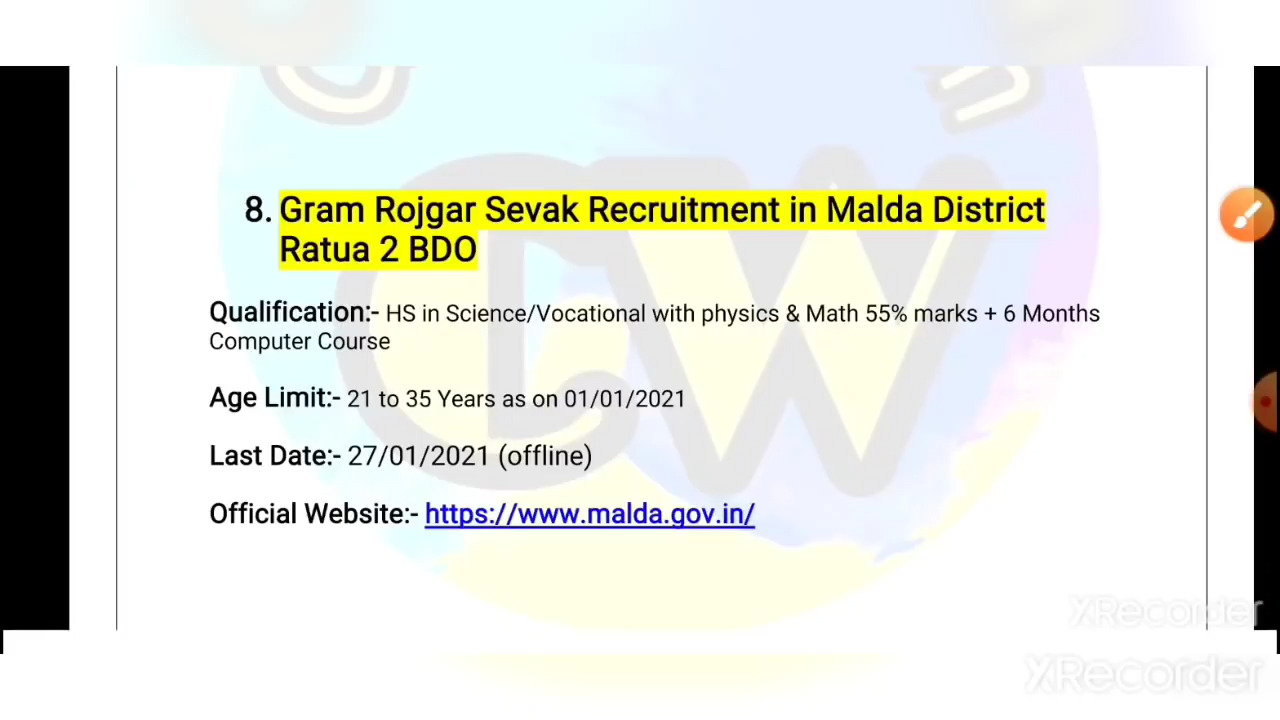 8. Gram Rojgar Sevak Recruitment in Malda District
Ratua 2 BDO
Qualification:- HS in Science/Vocational with physics & Math 55% marks + 6 Months
Computer Course
Age Limit:- 21 to 35 Years as on 01/01/2021
Last Date:- 27/01/2021 (offline)
Official Website:- https://www.malda.gov.in/
XRecorder
XRecorder